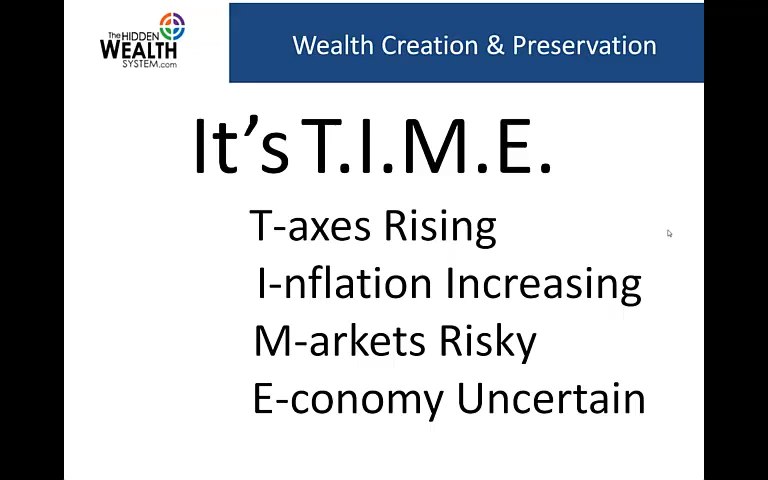 The HIDDEN
WEALTH
SYSTEM.com
Wealth Creation & Preservation
It's T.I.M.E.
T-axes Rising
I-nflation Increasing
M-arkets Risky
E-conomy Uncertain